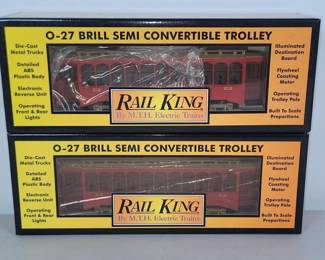 O-27 BRILL SEMI CONVERTIBLE TROLLEY
Die-Cast
Metal Trucks
Detailed
ABS
Plastic Body
Electronic
Reverse Unit
Operating
Front & Rear
Lights
RAIL KING
By M.T.H. Electric Trains
Illuminated
Destination
Board
Flywheel
Coasting
Motor
Operating
Trolley Pole
Built To Scale
Proportions
O-27 BRILL SEMI CONVERTIBLE TROLLEY
Die-Cast
Metal Trucks
Detailed
ABS
Plastic Body
Electronic
Reverse Unit
Operating
Front & Rear
Lights
RAIL KING
By M.T.H. Electric Trains
Illuminated
Destination
Board
Flywheel
Coasting
Motor
Operating
Trolley Pole
Built To Scale
Proportions